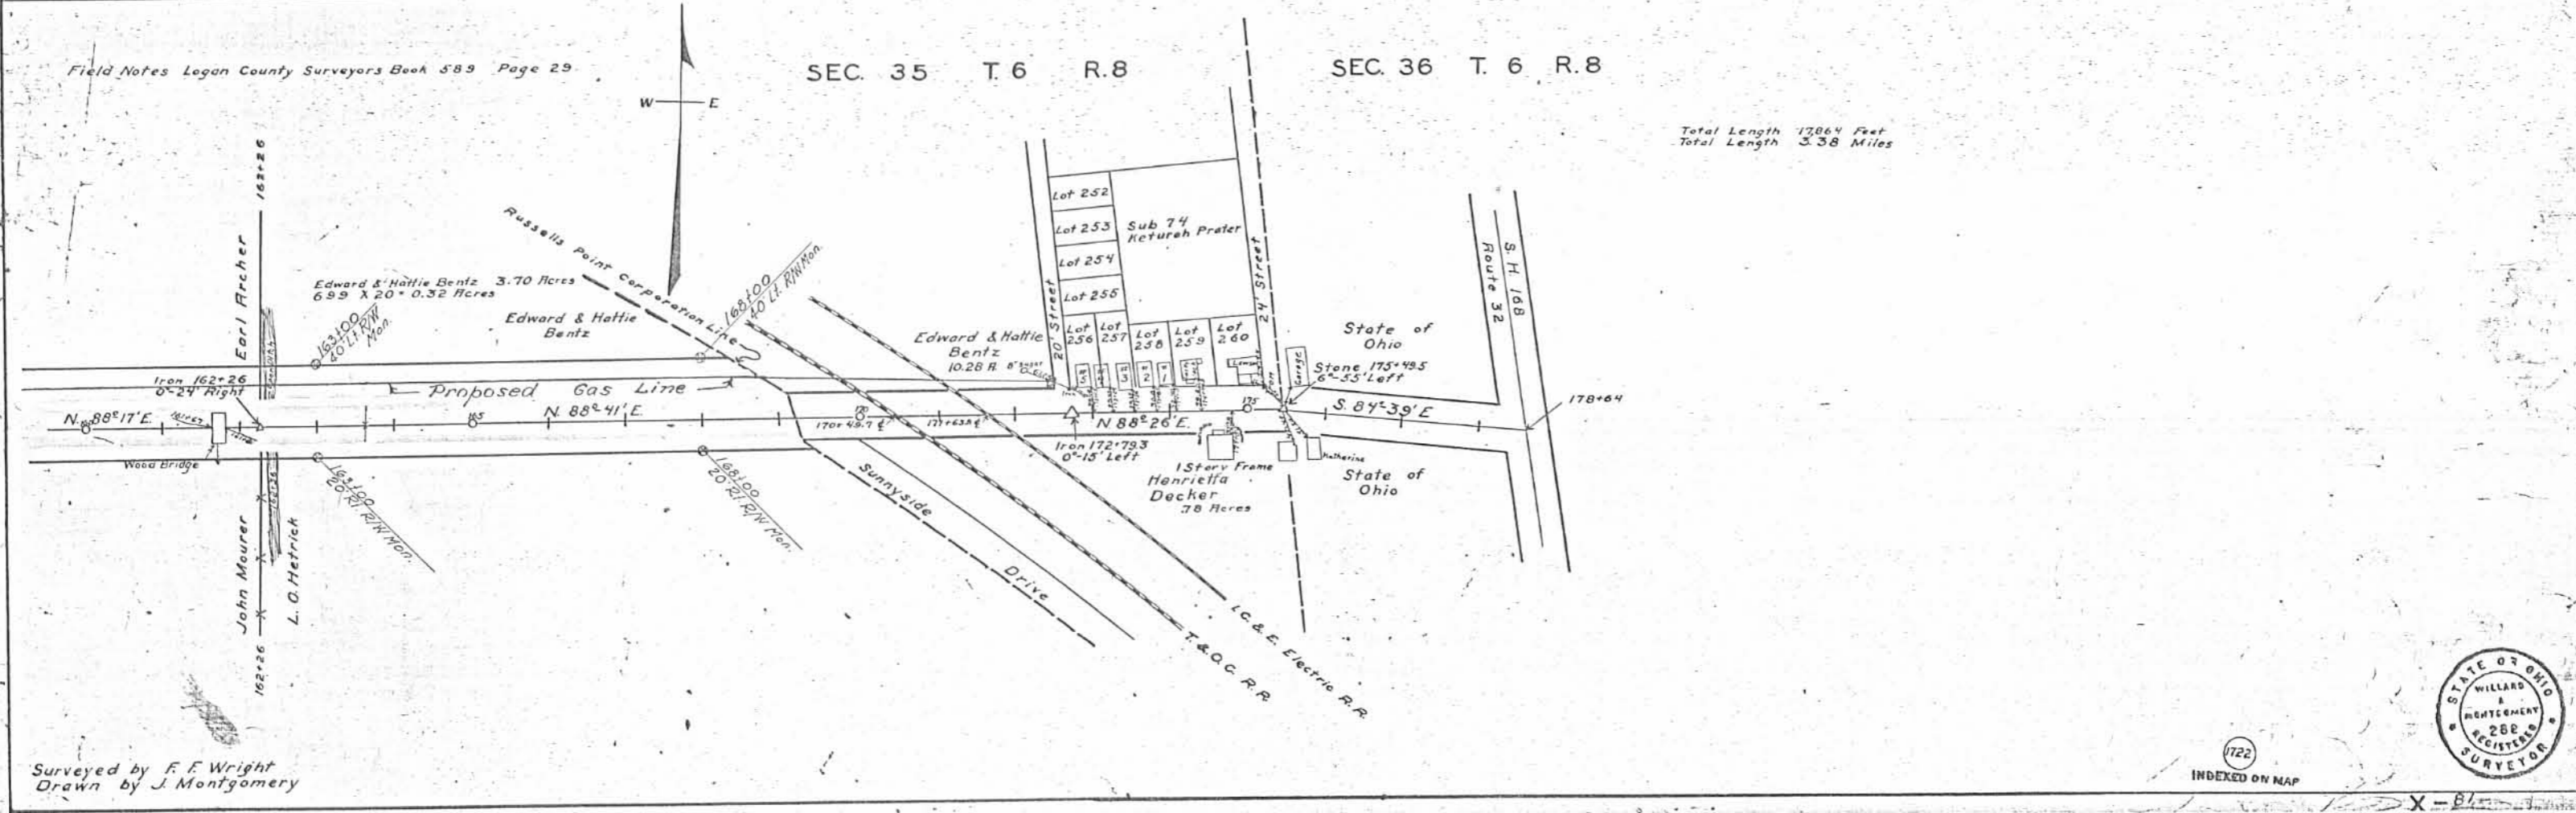 Field Notes Logan County Surveyors Book 589 Page 29
SEC. 35 T. 6 R. 8
SEC. 36 T. 6 R. 8
W E
Total Length 17,864 Feet
Total Length 3.38 Miles
162+26
Earl Archer
Edward & Hattie Bentz 3.70 Acres
699 X 20 = 0.32 Acres
163+00
40' Lt R/W
Mon.
Edward & Hattie
Bentz
Russells Point Corporation Line
168+00
40' Lt. R/W Mon.
Edward & Hattie
Bentz
10.28 A.
20' Street
Lot 252
Lot 253
Lot 254
Lot 255
Sub 74
Keturah Prater
Lot
256
Lot
257
Lot
258
Lot
259
Lot
260
24' Street
Garage
State of
Ohio
Stone 175+49.5
6°-55' Left
S. H. 168
Route 32
Iron 162+26
0°-24' Right
Proposed Gas Line
N. 88°17' E.
165
N. 88°41' E.
170
170+49.7 ℄
N 88°26' E.
175
S. 84°39' E
178+64
Wood Bridge
Iron 172+79.3
0°-15' Left
1 Story Frame
Henrietta
Decker
.78 Acres
Katherine
State of
Ohio
163+00
20' Rt R/W Mon.
168+00
20' Rt R/W Mon.
Sunnyside
Drive
John Mourer
L. O. Hetrick
162+26
T. & O. C. R. R.
I. C. & E. Electric R. R.
Surveyed by F. F. Wright
Drawn by J. Montgomery
1722
INDEXED ON MAP
STATE OF OHIO
WILLARD
MONTGOMERY
REGISTERED
SURVEYOR
X-81